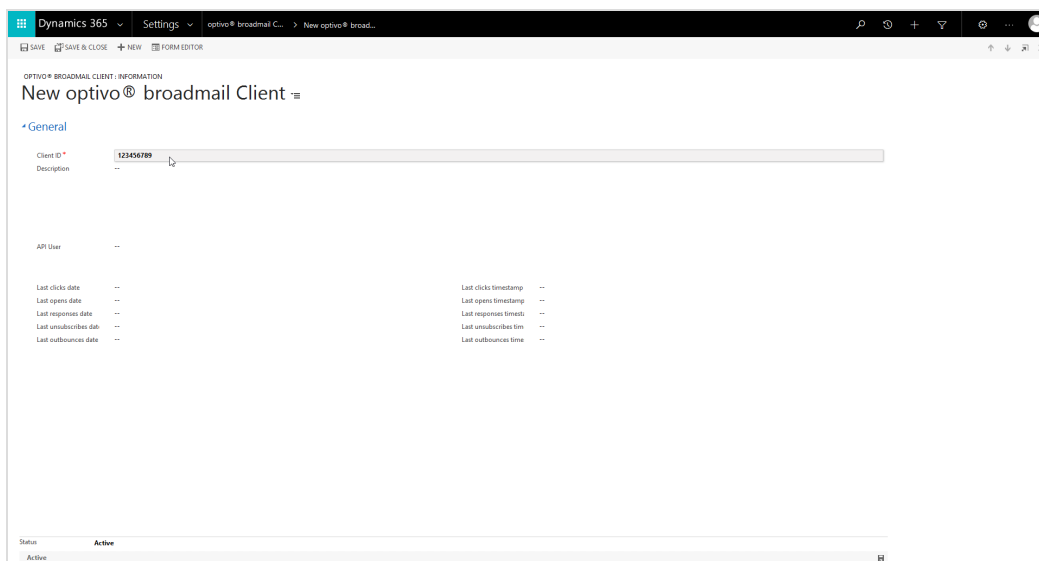 Dynamics 365 Settings optivo® broadmail C... > New optivo® broad...
SAVE SAVE & CLOSE + NEW FORM EDITOR
OPTIVO® BROADMAIL CLIENT : INFORMATION
New optivo® broadmail Client
General
Client ID * 123456789
Description --
API User --
Last clicks date -- Last clicks timestamp --
Last opens date -- Last opens timestamp --
Last responses date -- Last responses timest: --
Last unsubscribes dat -- Last unsubscribes tim --
Last outbounces date -- Last outbounces time --
Status Active
Active